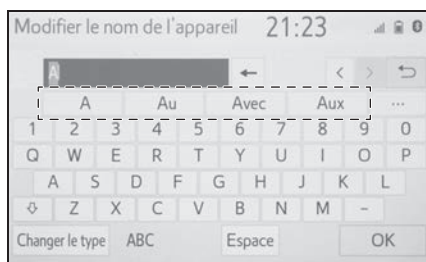 Modifier le nom de l'appareil 21:23
A ← < >
A Au Avec Aux ...
1 2 3 4 5 6 7 8 9 0
Q W E R T Y U I O P
A S D F G H J K L
Z X C V B N M -
Changer le type ABC Espace OK